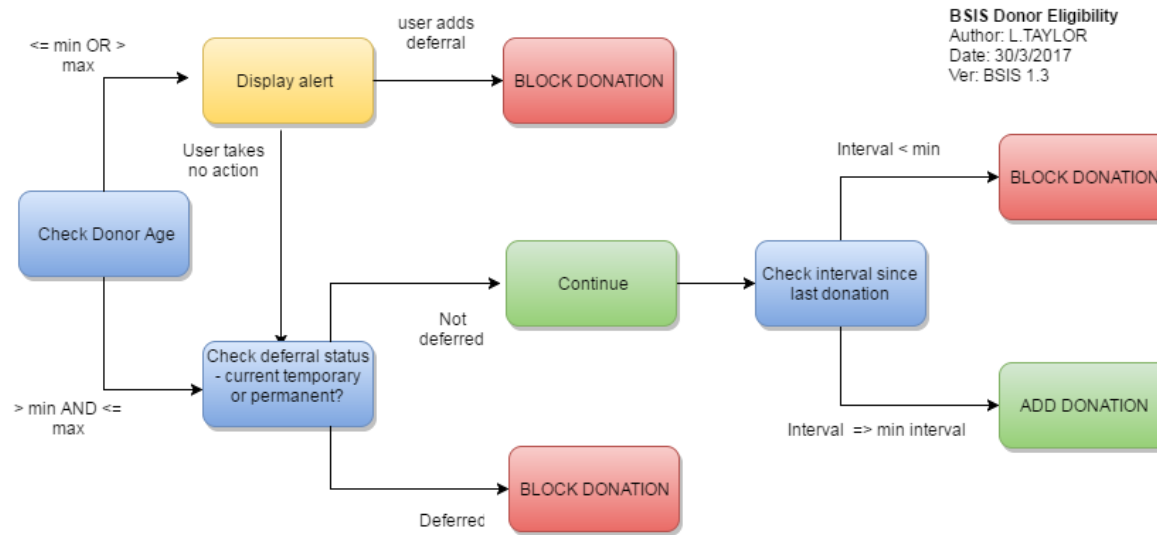 BSIS Donor Eligibility
Author: L.TAYLOR
Date: 30/3/2017
Ver: BSIS 1.3
<= min OR >
max
Display alert
user adds
deferral
BLOCK DONATION
User takes
no action
Check Donor Age
> min AND <=
max
Check deferral status
- current temporary
or permanent?
Not
deferred
Continue
Deferred
BLOCK DONATION
Check interval since
last donation
Interval < min
BLOCK DONATION
Interval => min interval
ADD DONATION